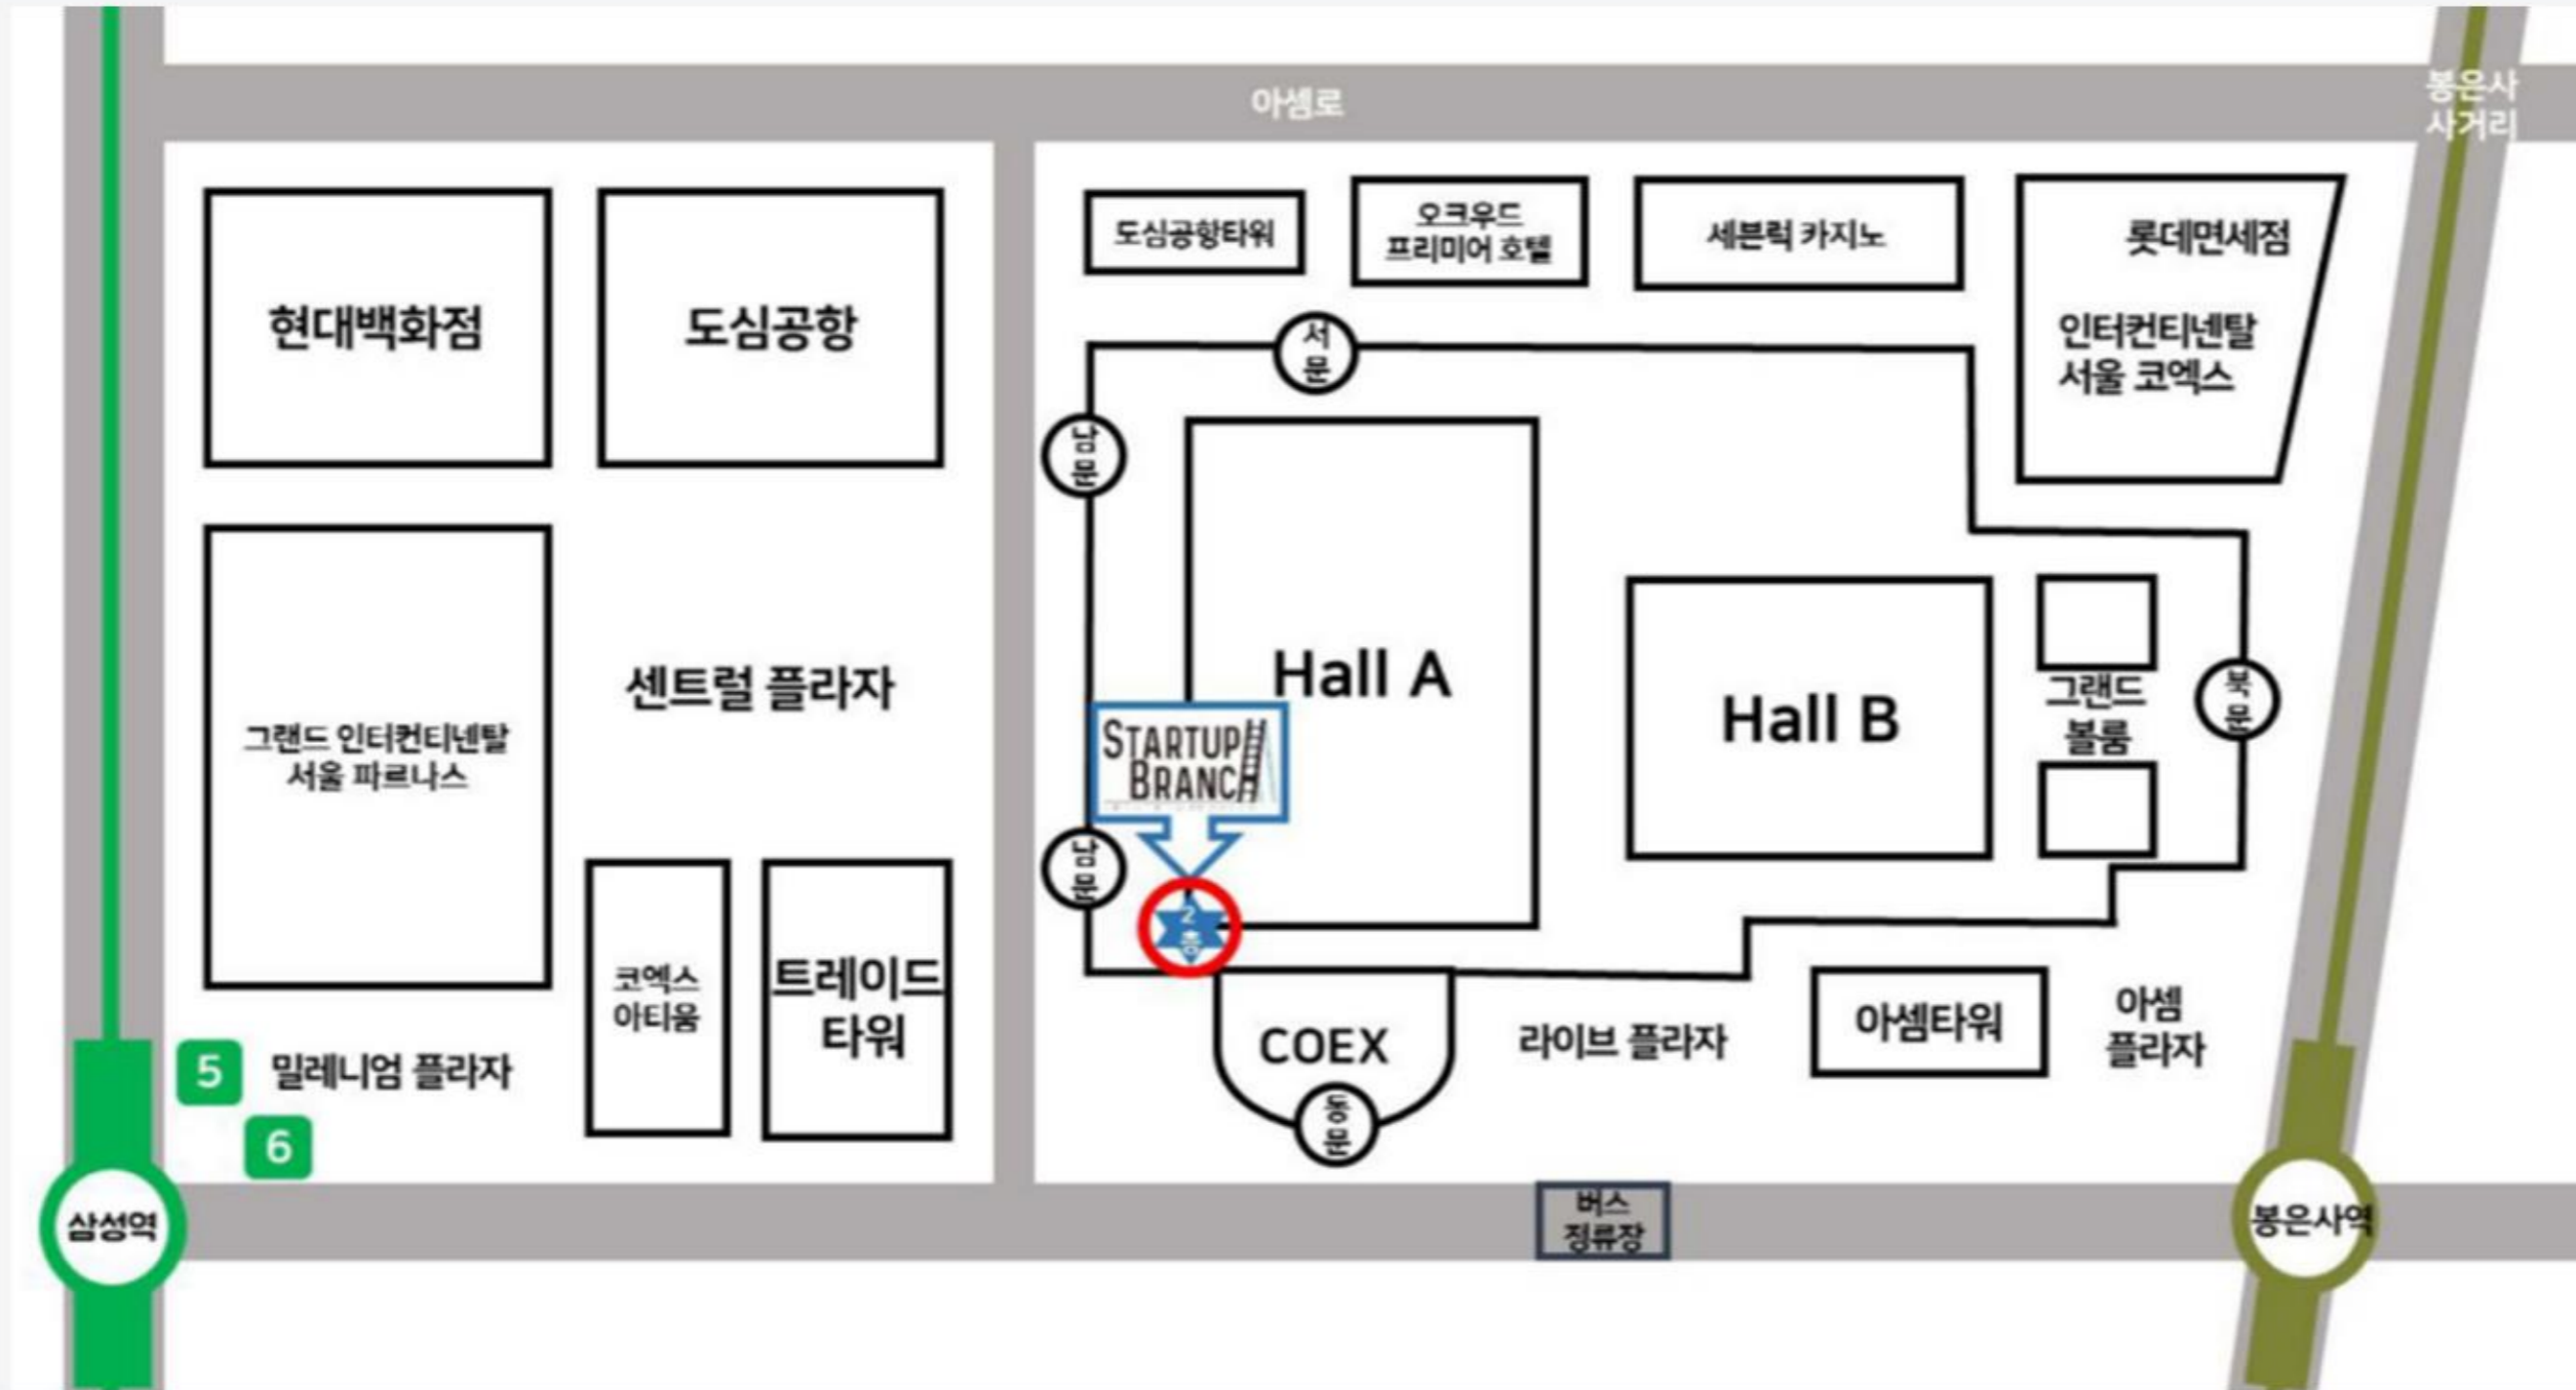 아셈로
봉은사
사거리
현대백화점
도심공항
도심공항타워
오크우드
프리미어 호텔
세븐럭 카지노
롯데면세점
인터컨티넨탈
서울 코엑스
서
문
남
문
Hall A
Hall B
그랜드
볼룸
북
문
그랜드 인터컨티넨탈
서울 파르나스
센트럴 플라자
STARTUP
BRANCH
남
문
2
층
코엑스
아티움
트레이드
타워
COEX
동
문
라이브 플라자
아셈타워
아셈
플라자
5
밀레니엄 플라자
6
삼성역
버스
정류장
봉은사역